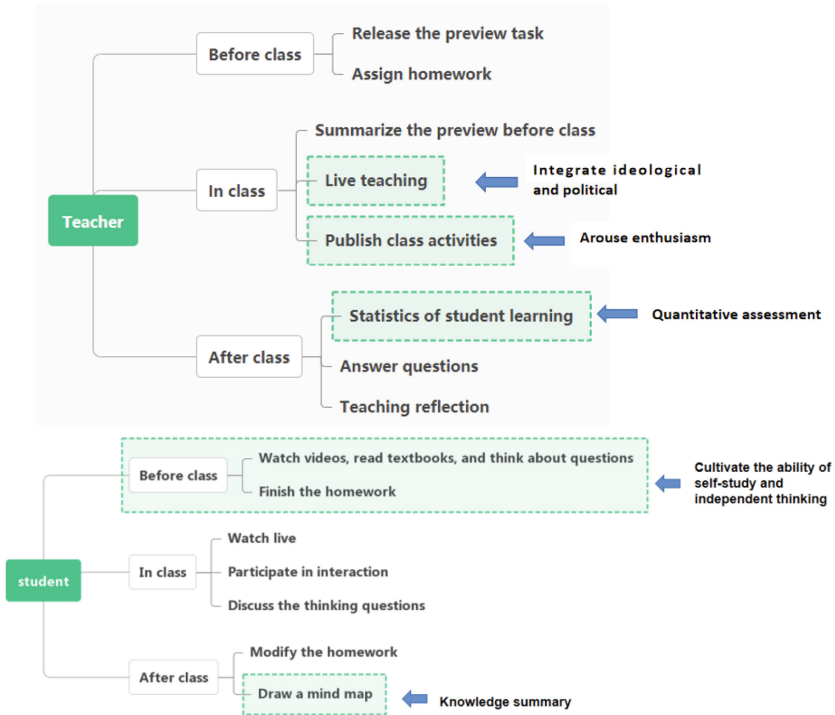 Release the preview task
Before class
Assign homework
Summarize the preview before class
Live teaching
Integrate ideological
and political
In class
Teacher
Publish class activities
Arouse enthusiasm
Statistics of student learning
Quantitative assessment
After class
Answer questions
Teaching reflection
Watch videos, read textbooks, and think about questions
Before class
Finish the homework
Cultivate the ability of
self-study and
independent thinking
Watch live
student
In class
Participate in interaction
Discuss the thinking questions
Modify the homework
After class
Draw a mind map
Knowledge summary